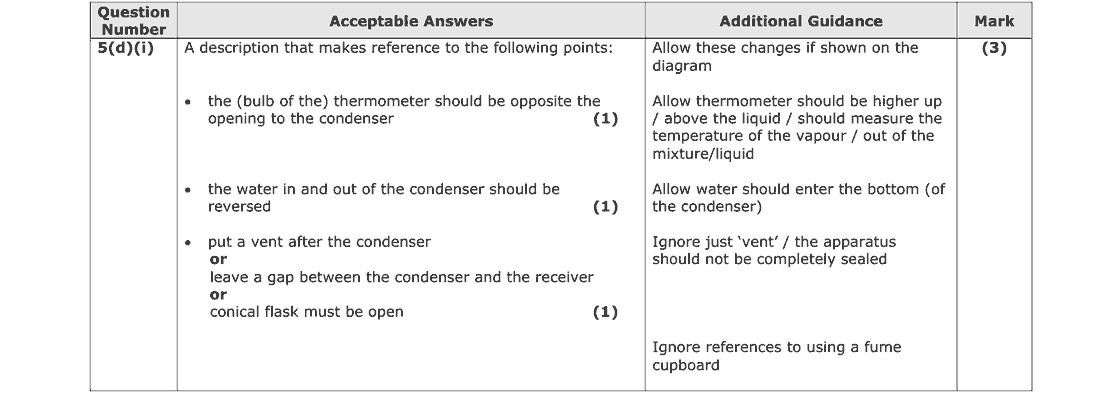 Question Number
Acceptable Answers
Additional Guidance
Mark
5(d)(i)
A description that makes reference to the following points:
Allow these changes if shown on the
diagram
(3)
• the (bulb of the) thermometer should be opposite the
opening to the condenser (1)
Allow thermometer should be higher up
/ above the liquid / should measure the
temperature of the vapour / out of the
mixture/liquid
• the water in and out of the condenser should be
reversed (1)
Allow water should enter the bottom (of
the condenser)
• put a vent after the condenser
or
leave a gap between the condenser and the receiver
or
conical flask must be open (1)
Ignore just ‘vent’ / the apparatus
should not be completely sealed
Ignore references to using a fume
cupboard